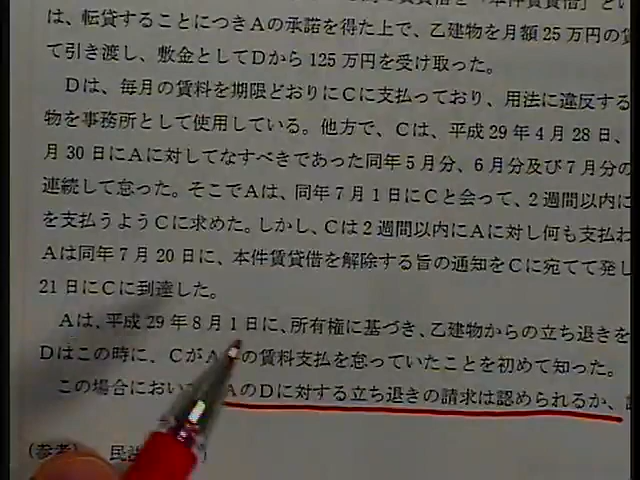 は、転貸することにつきAの承諾を得た上で、乙建物を月額25万円の賃
て引き渡し、敷金としてDから125万円を受け取った。
Dは、毎月の賃料を期限どおりにCに支払っており、用法に違反する
物を事務所として使用している。他方で、Cは、平成29年4月28日、
月30日にAに対してなすべきであった同年5月分、6月分及び7月分の
連続して怠った。そこでAは、同年7月1日にCと会って、2週間以内に
を支払うようCに求めた。しかし、Cは2週間以内にAに対し何も支払わ
Aは同年7月20日に、本件賃貸借を解除する旨の通知をCに宛てて発し
21日にCに到達した。
Aは、平成29年8月1日に、所有権に基づき、乙建物からの立ち退きを
Dはこの時に、CがA の賃料支払を怠っていたことを初めて知った。
この場合におい AのDに対する立ち退きの請求は認められるか、
(参考) 民法